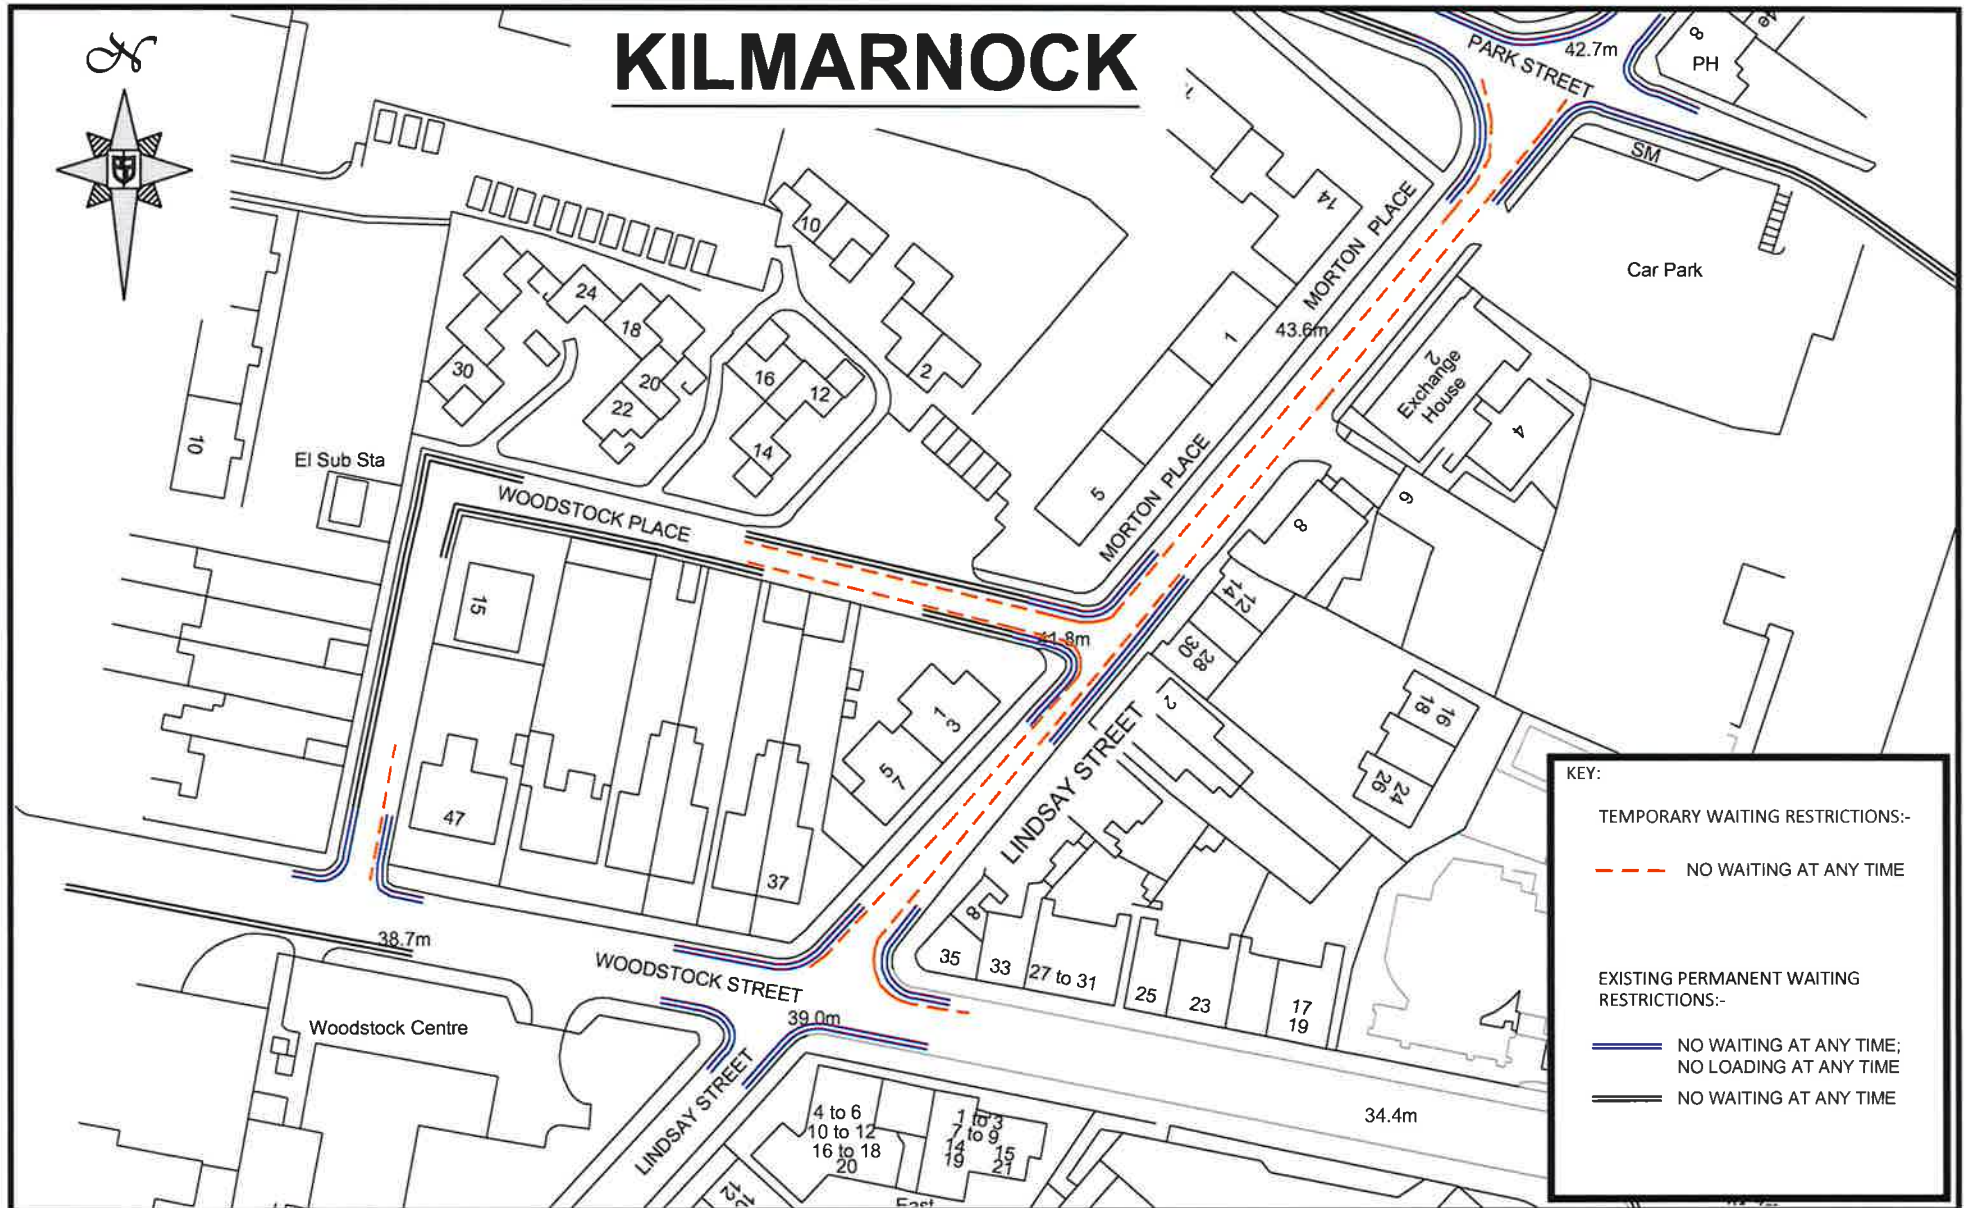 N
KILMARNOCK
PARK STREET
42.7m
8
PH
SM
Car Park
14
MORTON PLACE
43.6m
1
10
24
18
30
20
22
16
12
14
2
2
Exchange
House
4
10
El Sub Sta
5
MORTON PLACE
6
8
WOODSTOCK PLACE
15
41.8m
12
14
28
30
2
1
3
5
7
16
18
24
26
LINDSAY STREET
47
37
8
35
33
27 to 31
25
23
17
19
38.7m
WOODSTOCK STREET
39.0m
Woodstock Centre
LINDSAY STREET
34.4m
4 to 6
10 to 12
16 to 18
20
1 to 3
7 to 9
14
19
15
21
10
12
East
KEY:
TEMPORARY WAITING RESTRICTIONS:-
NO WAITING AT ANY TIME
EXISTING PERMANENT WAITING
RESTRICTIONS:-
NO WAITING AT ANY TIME;
NO LOADING AT ANY TIME
NO WAITING AT ANY TIME